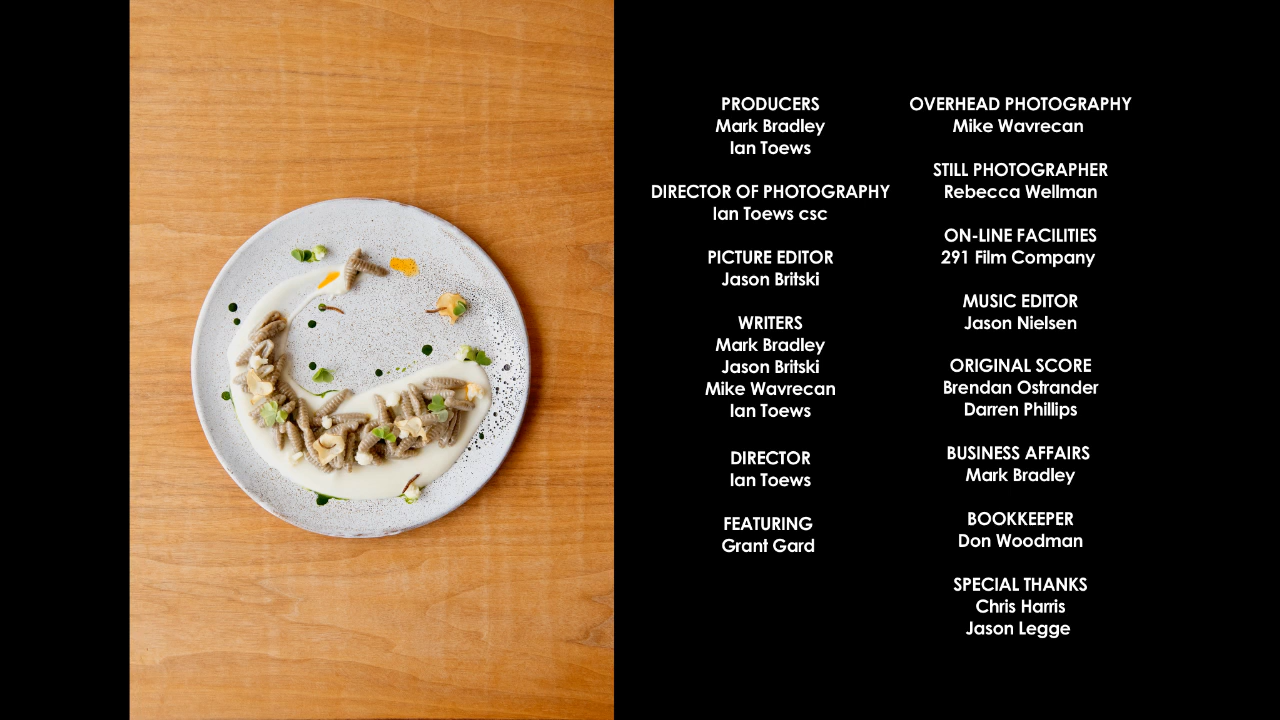 PRODUCERS
Mark Bradley
Ian Toews
DIRECTOR OF PHOTOGRAPHY
Ian Toews csc
PICTURE EDITOR
Jason Britski
WRITERS
Mark Bradley
Jason Britski
Mike Wavrecan
Ian Toews
DIRECTOR
Ian Toews
FEATURING
Grant Gard
OVERHEAD PHOTOGRAPHY
Mike Wavrecan
STILL PHOTOGRAPHER
Rebecca Wellman
ON-LINE FACILITIES
291 Film Company
MUSIC EDITOR
Jason Nielsen
ORIGINAL SCORE
Brendan Ostrander
Darren Phillips
BUSINESS AFFAIRS
Mark Bradley
BOOKKEEPER
Don Woodman
SPECIAL THANKS
Chris Harris
Jason Legge